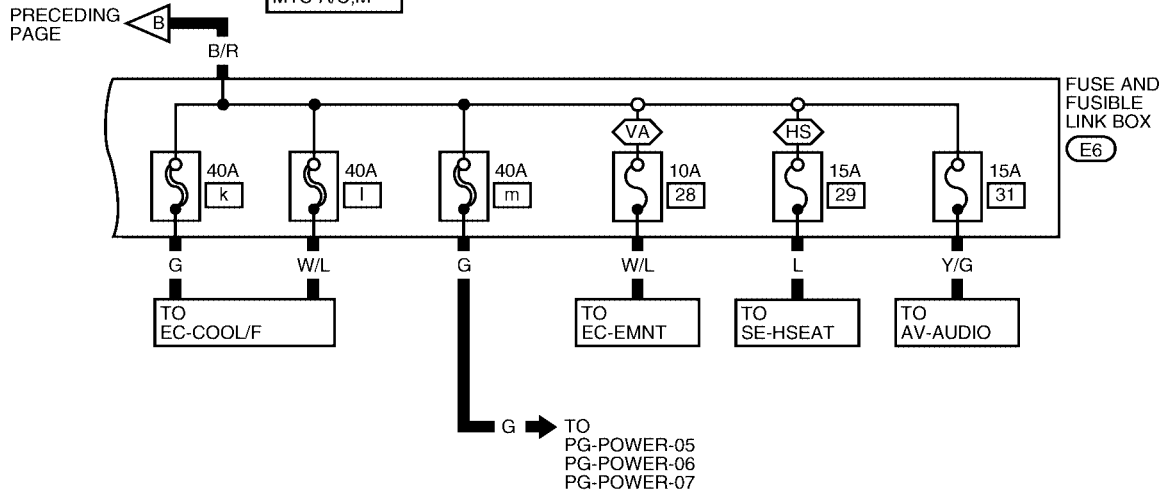 MTC-A/C,M
PRECEDING
PAGE
B
B/R
FUSE AND
FUSIBLE
LINK BOX
E6
VA
HS
40A
k
40A
l
40A
m
10A
28
15A
29
15A
31
G
W/L
G
W/L
L
Y/G
TO
EC-COOL/F
TO
EC-EMNT
TO
SE-HSEAT
TO
AV-AUDIO
G
TO
PG-POWER-05
PG-POWER-06
PG-POWER-07